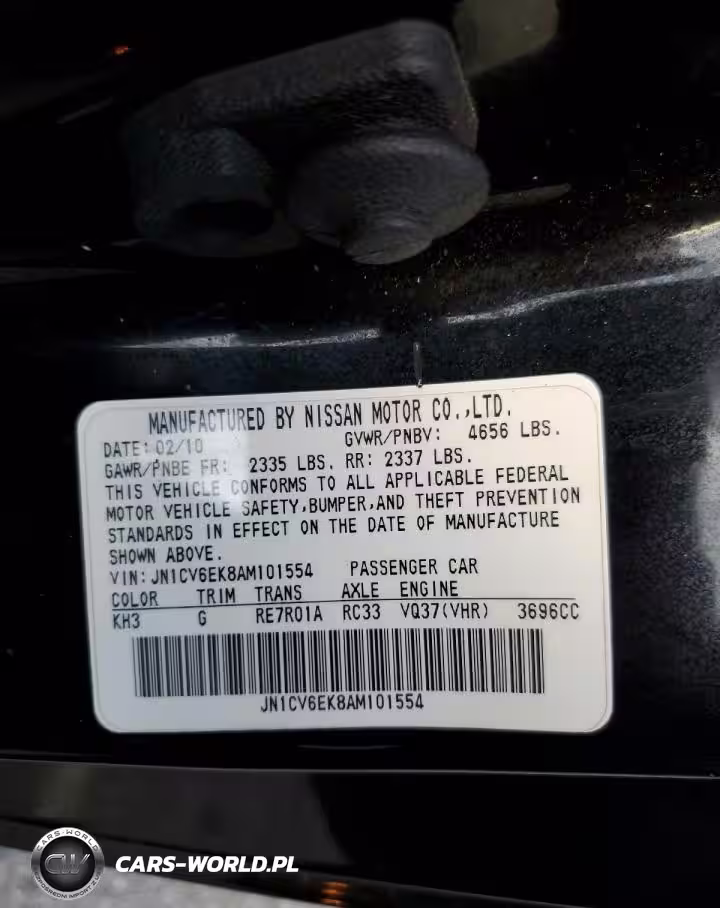 MANUFACTURED BY NISSAN MOTOR CO.,LTD.
DATE: 02/10 GVWR/PNBV: 4656 LBS.
GAWR/PNBE FR: 2335 LBS. RR: 2337 LBS.
THIS VEHICLE CONFORMS TO ALL APPLICABLE FEDERAL
MOTOR VEHICLE SAFETY,BUMPER,AND THEFT PREVENTION
STANDARDS IN EFFECT ON THE DATE OF MANUFACTURE
SHOWN ABOVE.
VIN:JN1CV6EK8AM101554 PASSENGER CAR
COLOR TRIM TRANS AXLE ENGINE
KH3 G RE7R01A RC33 VQ37(VHR) 3696CC
JN1CV6EK8AM101554
CARS-WORLD
CW
CARS-WORLD.PL